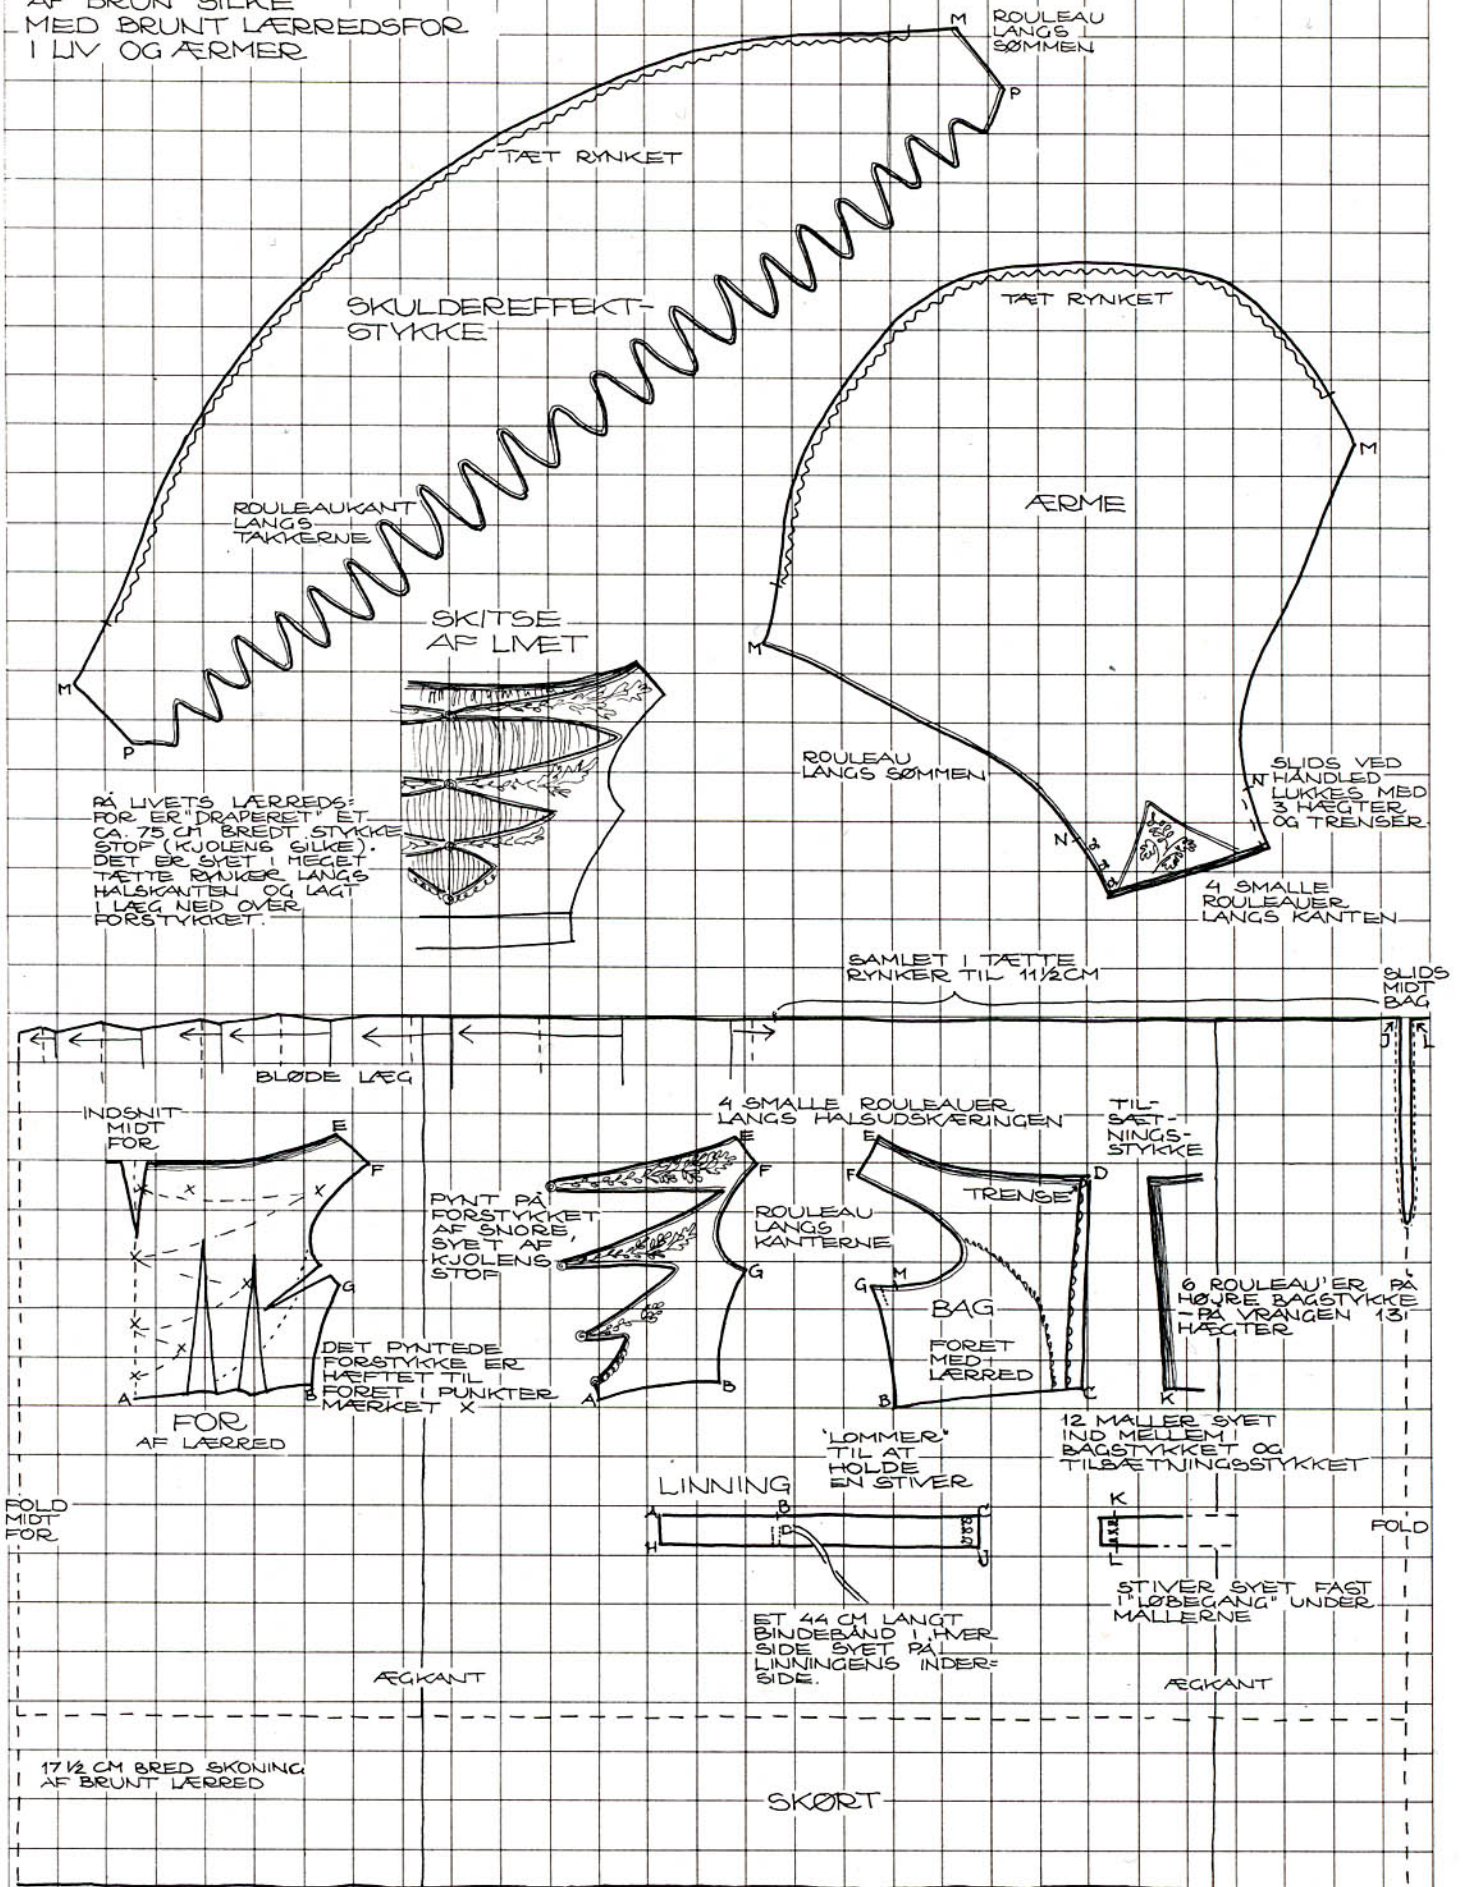 AF BRUN SILKE
MED BRUNT LÆRREDSFOR
I LIV OG ÆRMER
M
ROULEAU
LANGS
SØMMEN
P
TÆT RYNKET
SKULDEREFFEKT-
STYKKE
TÆT RYNKET
M
ÆRME
ROULEAUKANT
LANGS
TAKKERNE
SKITSE
AF LIVET
M
M
P
ROULEAU
LANGS SØMMEN
N
SLIDS VED
HÅNDLED
LUKKES MED
3 HÆGTER
OG TRENSER
N
4 SMALLE
ROULEAUER
LANGS KANTEN
PÅ LIVETS LÆRREDS=
FOR ER "DRAPERET" ET
CA. 75 CM BREDT STYKKE
STOF (KJOLENS SILKE).
DET ER SYET I MEGET
TÆTTE RYNKER LANGS
HALSKANTEN OG LAGT
I LÆG NED OVER
FORSTYKKET.
SAMLET I TÆTTE
RYNKER TIL 11½CM
SLIDS
MIDT
BAG
J
L
BLØDE LÆG
INDSNIT
MIDT
FOR
E
F
G
A
B
FOR
AF LÆRRED
4 SMALLE ROULEAUER
LANGS HALSUDSKÆRINGEN
E
F
PYNT PÅ
FORSTYKKET
AF SNORE,
SYET AF
KJOLENS
STOF
ROULEAU
LANGS
KANTERNE
G
A
B
DET PYNTEDE
FORSTYKKE ER
HÆFTET TIL
FORET I PUNKTER
MÆRKET X
E
F
D
TRENSE
G
M
BAG
FORET
MED
LÆRRED
B
C
TIL-
SÆT-
NINGS-
STYKKE
6 ROULEAU'ER PÅ
HØJRE BAGSTYKKE
- PÅ VRANGEN 13
HÆGTER
K
12 MALLER SYET
IND MELLEM
BAGSTYKKET OG
TILSÆTNINGSSTYKKET
"LOMMER"
TIL AT
HOLDE
EN STIVER
LINNING
A
B
C
H
J
K
L
FOLD
MIDT
FOR
FOLD
STIVER SYET FAST
I "LØBEGANG" UNDER
MALLERNE
ET 44 CM LANGT
BINDEBÅND I HVER
SIDE SYET PÅ
LINNINGENS INDER=
SIDE.
ÆGKANT
ÆGKANT
17½ CM BRED SKONING
AF BRUNT LÆRRED
SKØRT